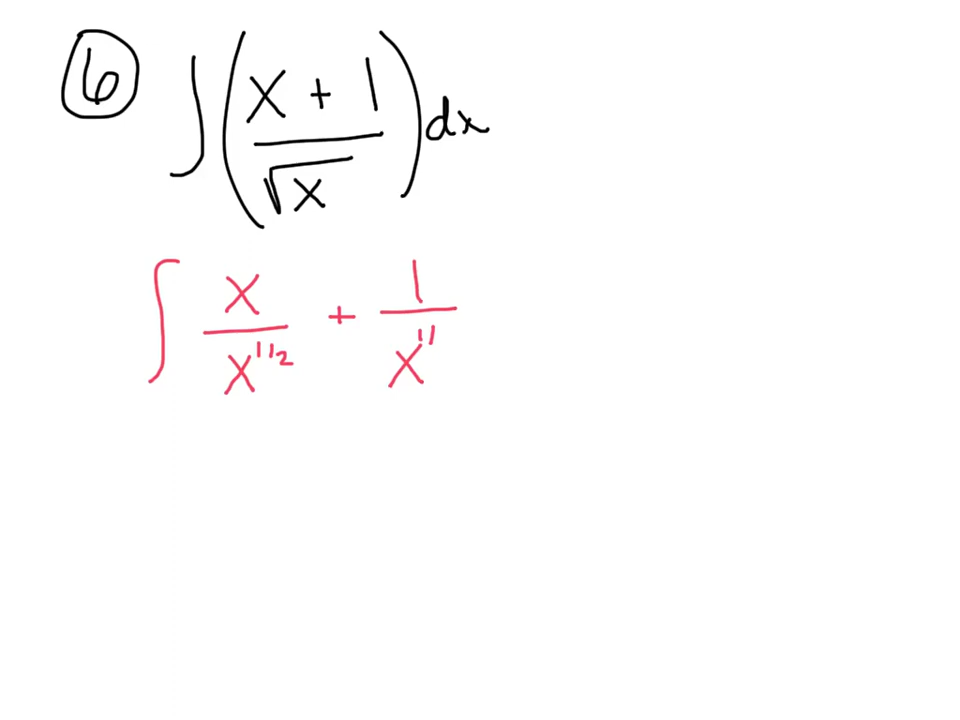 6 ∫ ( (x + 1) / √x ) dx
∫ x / x^(1/2) + 1 / x^(1/